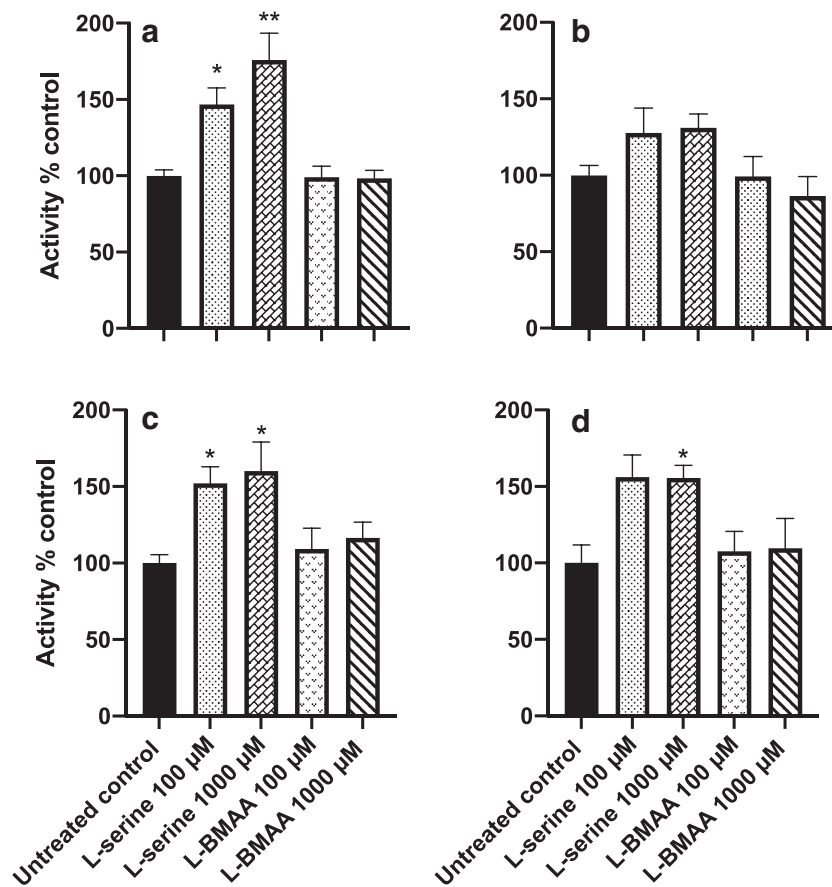 a
b
200
150
100
50
0
Activity % control
*
**
200
150
100
50
0
c
d
200
150
100
50
0
Activity % control
*
*
200
150
100
50
0
*
Untreated control
L-serine 100 µM
L-serine 1000 µM
L-BMAA 100 µM
L-BMAA 1000 µM
Untreated control
L-serine 100 µM
L-serine 1000 µM
L-BMAA 100 µM
L-BMAA 1000 µM